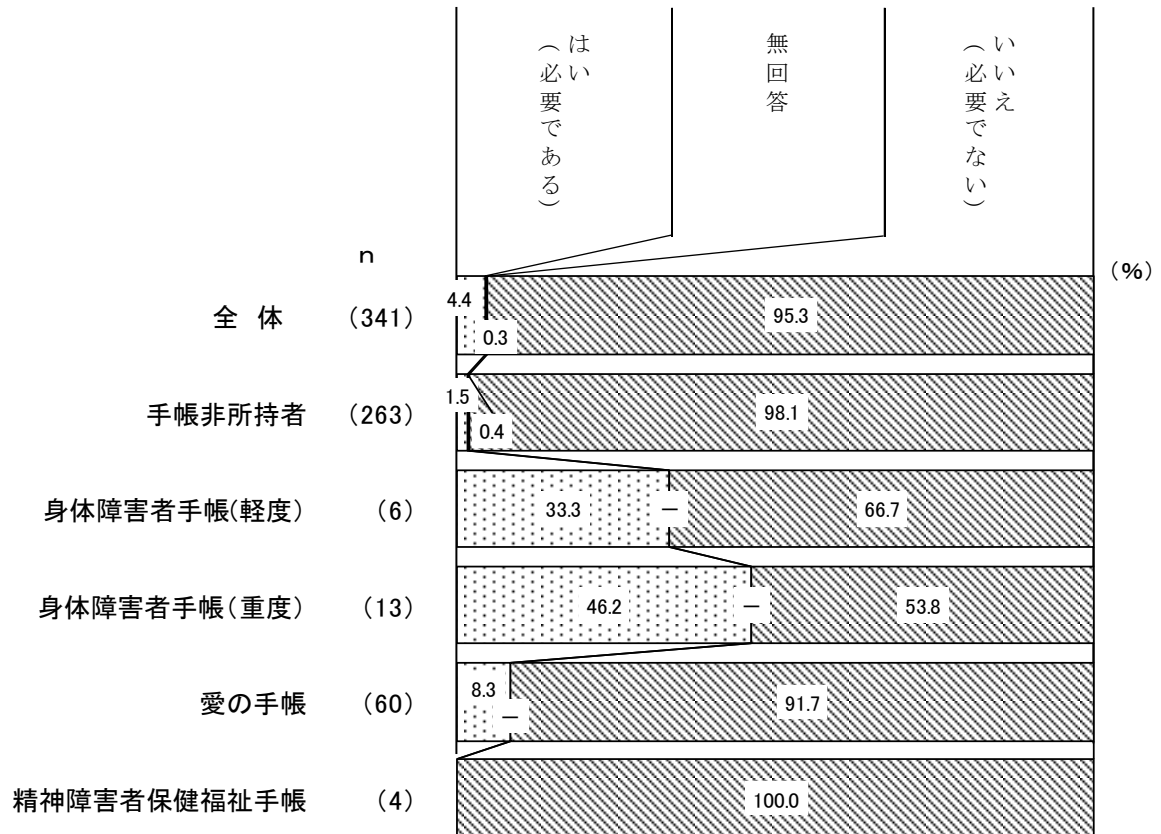 はい
（必要である）
無回答
いいえ
（必要でない）
n
（%）
全 体 （341） 4.4 0.3 95.3
手帳非所持者 （263） 1.5 0.4 98.1
身体障害者手帳（軽度） （6） 33.3 － 66.7
身体障害者手帳（重度） （13） 46.2 － 53.8
愛の手帳 （60） 8.3 － 91.7
精神障害者保健福祉手帳 （4） 100.0